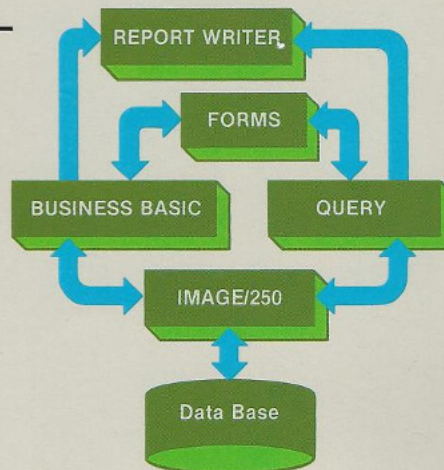 REPORT WRITER
FORMS
BUSINESS BASIC
QUERY
IMAGE/250
Data Base